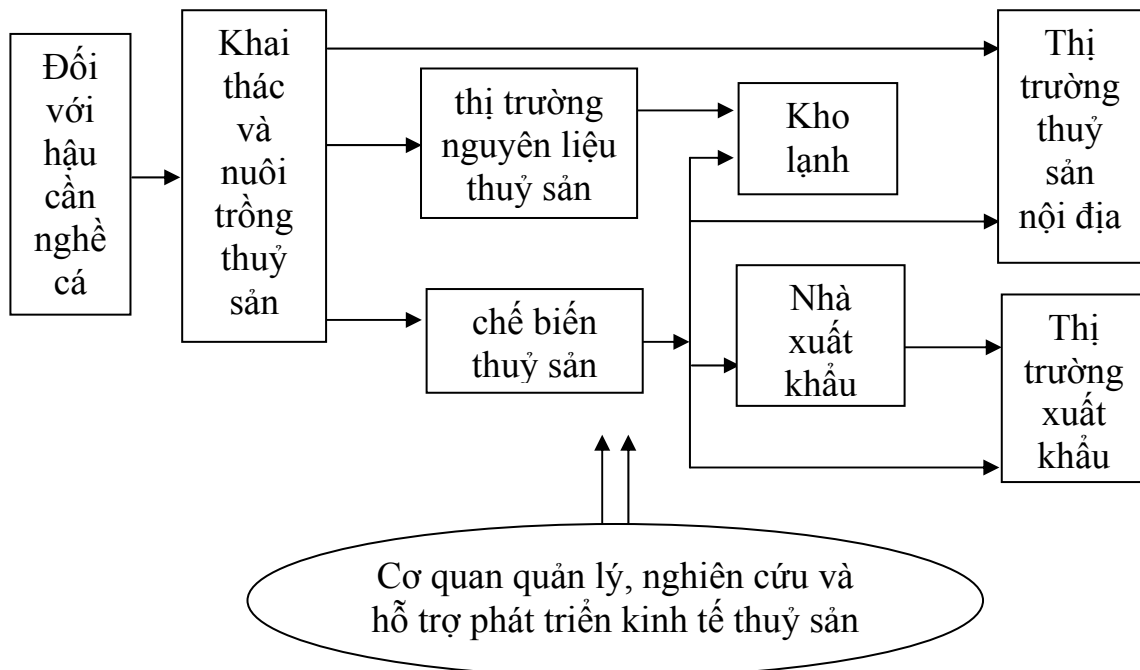 Đối
với
hậu
cần
nghề
cá
Khai
thác
và
nuôi
trồng
thuỷ
sản
thị trường
nguyên liệu
thuỷ sản
chế biến
thuỷ sản
Kho
lạnh
Nhà
xuất
khẩu
Thị
trường
thuỷ
sản
nội địa
Thị
trường
xuất
khẩu
Cơ quan quản lý, nghiên cứu và
hỗ trợ phát triển kinh tế thuỷ sản